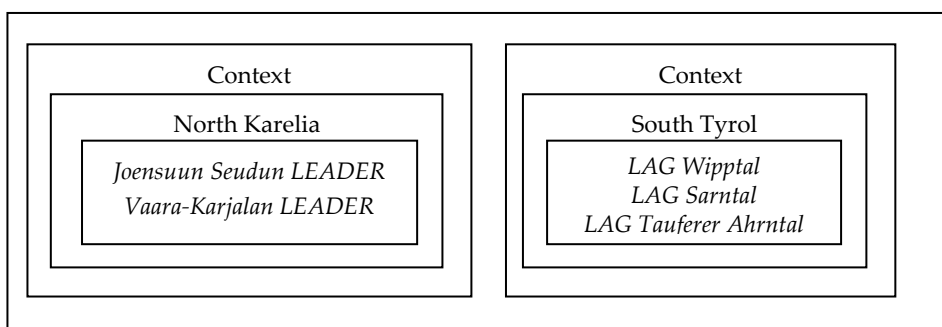 Context
North Karelia
Joensuun Seudun LEADER
Vaara-Karjalan LEADER
Context
South Tyrol
LAG Wipptal
LAG Sarntal
LAG Tauferer Ahrntal